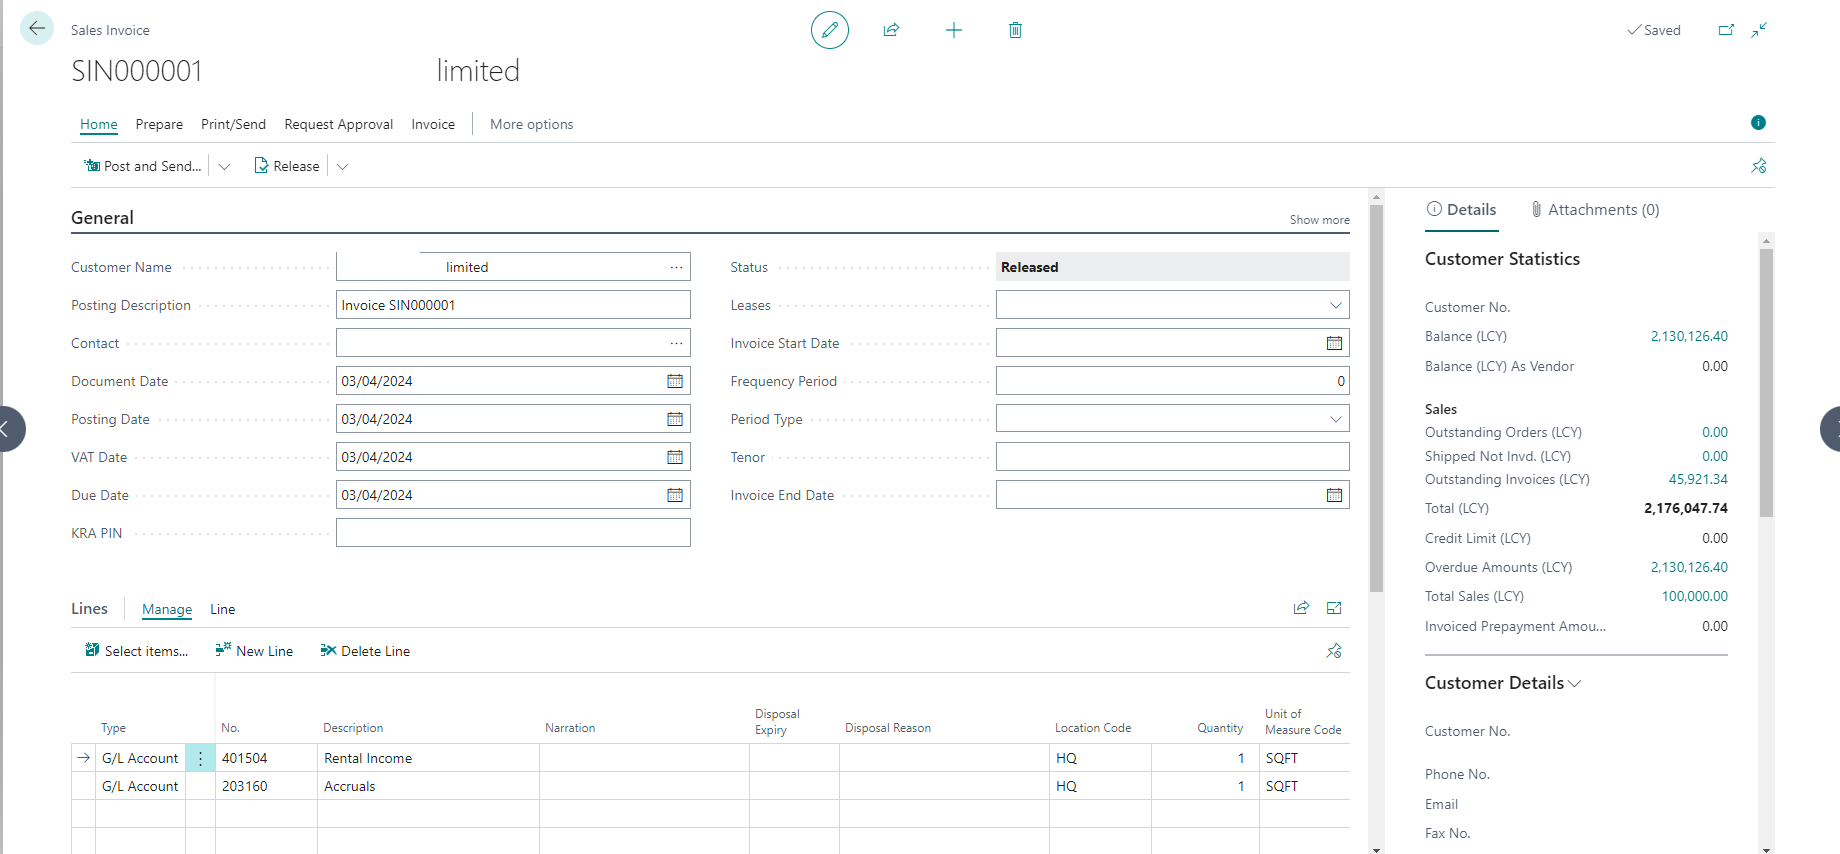 Sales Invoice
Saved
SIN000001 limited
Home Prepare Print/Send Request Approval Invoice More options
Post and Send... Release
General Show more
Customer Name limited
Posting Description Invoice SIN000001
Contact
Document Date 03/04/2024
Posting Date 03/04/2024
VAT Date 03/04/2024
Due Date 03/04/2024
KRA PIN
Status Released
Leases
Invoice Start Date
Frequency Period 0
Period Type
Tenor
Invoice End Date
Lines Manage Line
Select items... New Line Delete Line
Type No. Description Narration Disposal Expiry Disposal Reason Location Code Quantity Unit of Measure Code
G/L Account 401504 Rental Income HQ 1 SQFT
G/L Account 203160 Accruals HQ 1 SQFT
Details Attachments (0)
Customer Statistics
Customer No.
Balance (LCY) 2,130,126.40
Balance (LCY) As Vendor 0.00
Sales
Outstanding Orders (LCY) 0.00
Shipped Not Invd. (LCY) 0.00
Outstanding Invoices (LCY) 45,921.34
Total (LCY) 2,176,047.74
Credit Limit (LCY) 0.00
Overdue Amounts (LCY) 2,130,126.40
Total Sales (LCY) 100,000.00
Invoiced Prepayment Amou... 0.00
Customer Details
Customer No.
Phone No.
Email
Fax No.